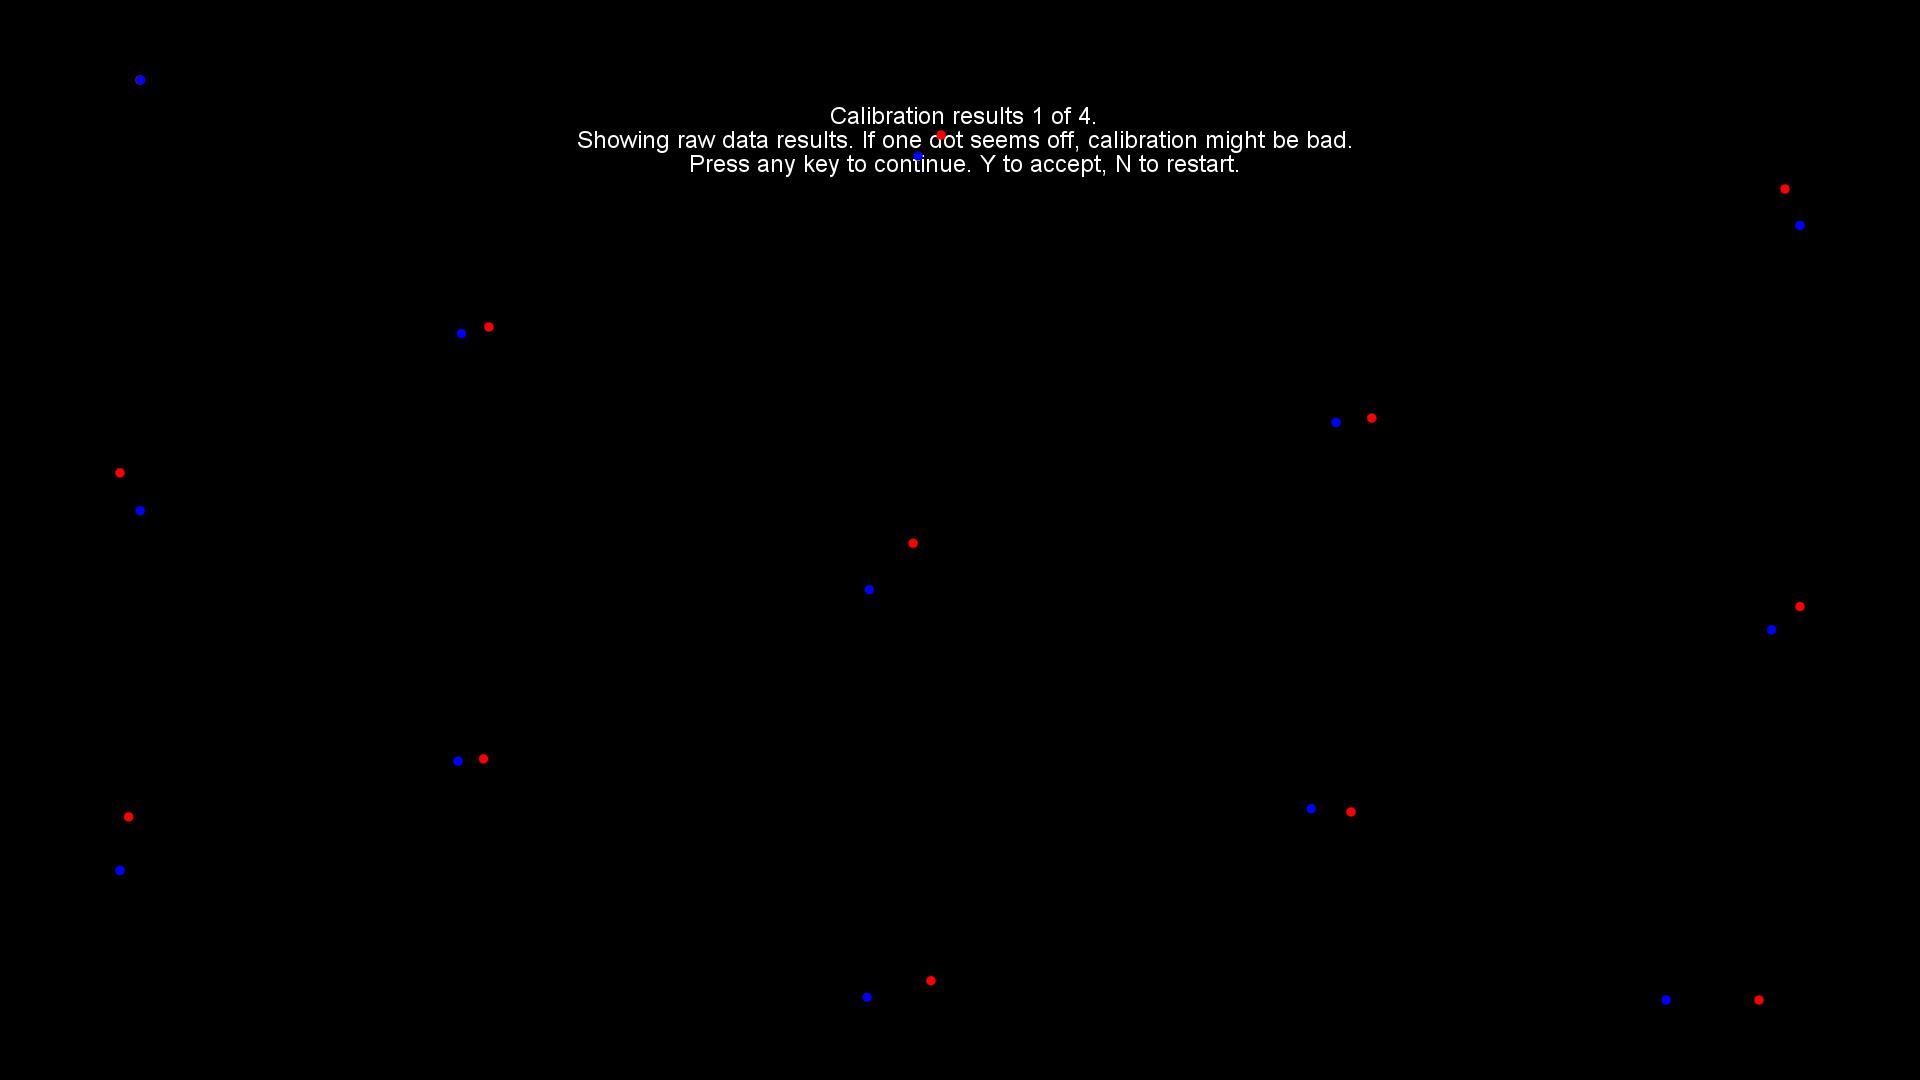 Calibration results 1 of 4.
Showing raw data results. If one dot seems off, calibration might be bad.
Press any key to continue. Y to accept, N to restart.